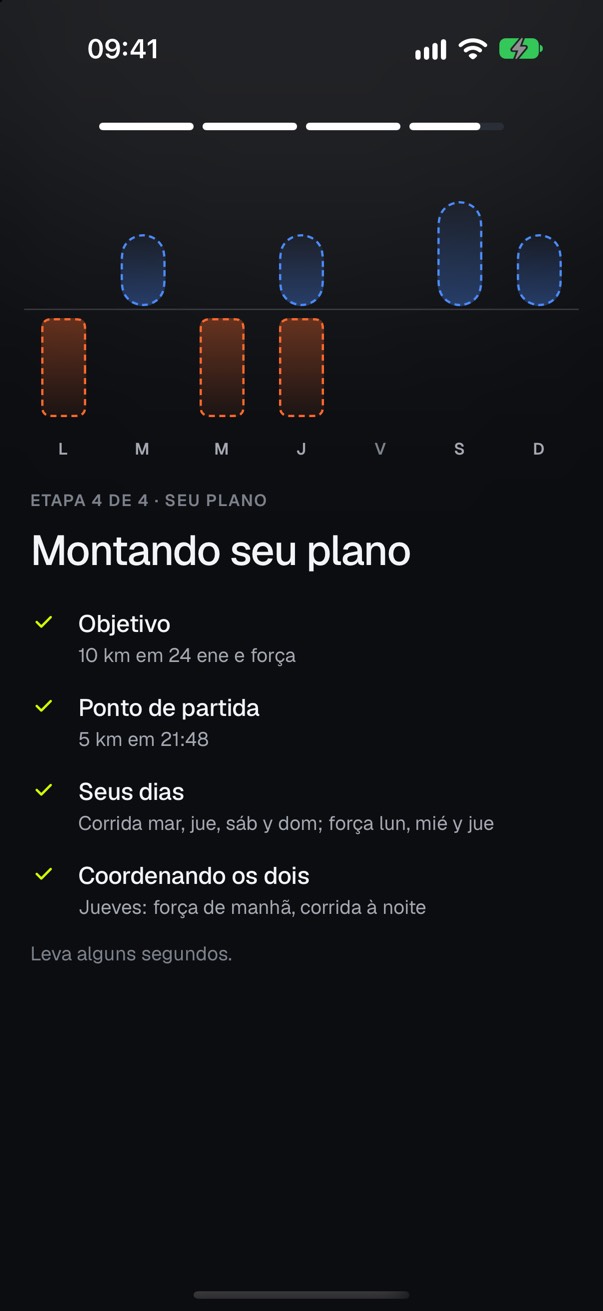 09:41
L M M J V S D
ETAPA 4 DE 4 · SEU PLANO
Montando seu plano
Objetivo
10 km em 24 ene e força
Ponto de partida
5 km em 21:48
Seus dias
Corrida mar, jue, sáb y dom; força lun, mié y jue
Coordenando os dois
Jueves: força de manhã, corrida à noite
Leva alguns segundos.